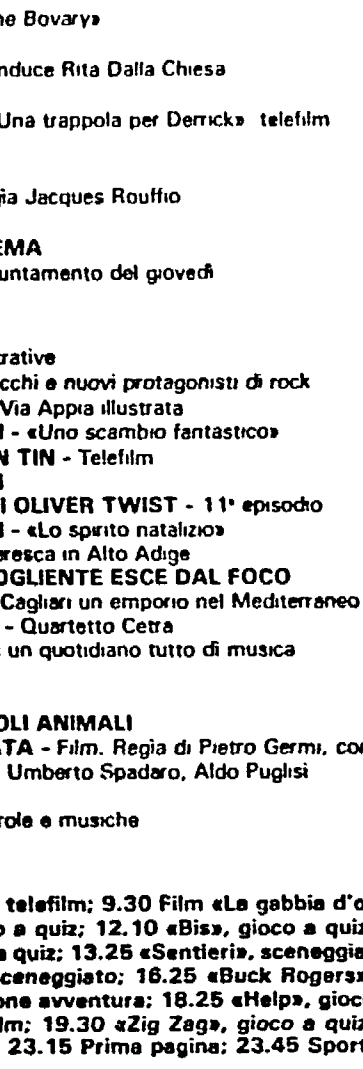 ne Bovary»
nduce Rita Dalla Chiesa
Una trappola per Derrick» telefilm
gia Jacques Rouffio
EMA
untamento del giovedì
rative
cchi e nuovi protagonisti di rock
Via Appia illustrata
I - «Uno scambio fantastico»
N TIN - Telefilm
I OLIVER TWIST - 11° episodio
I - «Lo spirito natalizio»
eresca in Alto Adige
OGLIENTE ESCE DAL FOCO
Cagliari un emporio nel Mediterraneo
- Quartetto Cetra
: un quotidiano tutto di musica
OLI ANIMALI
TA - Film. Regia di Pietro Germi, con
Umberto Spadaro, Aldo Puglisi
role e musiche
telefilm; 9.30 Film «La gabbia d'o
o a quiz; 12.10 «Bis», gioco a quiz
a quiz; 13.25 «Sentieri», sceneggia
ceneggiato; 16.25 «Buck Rogers»
one avventura; 18.25 «Help», gioc
lm; 19.30 «Zig Zag», gioco a quiz
23.15 Prima pagina; 23.45 Sport